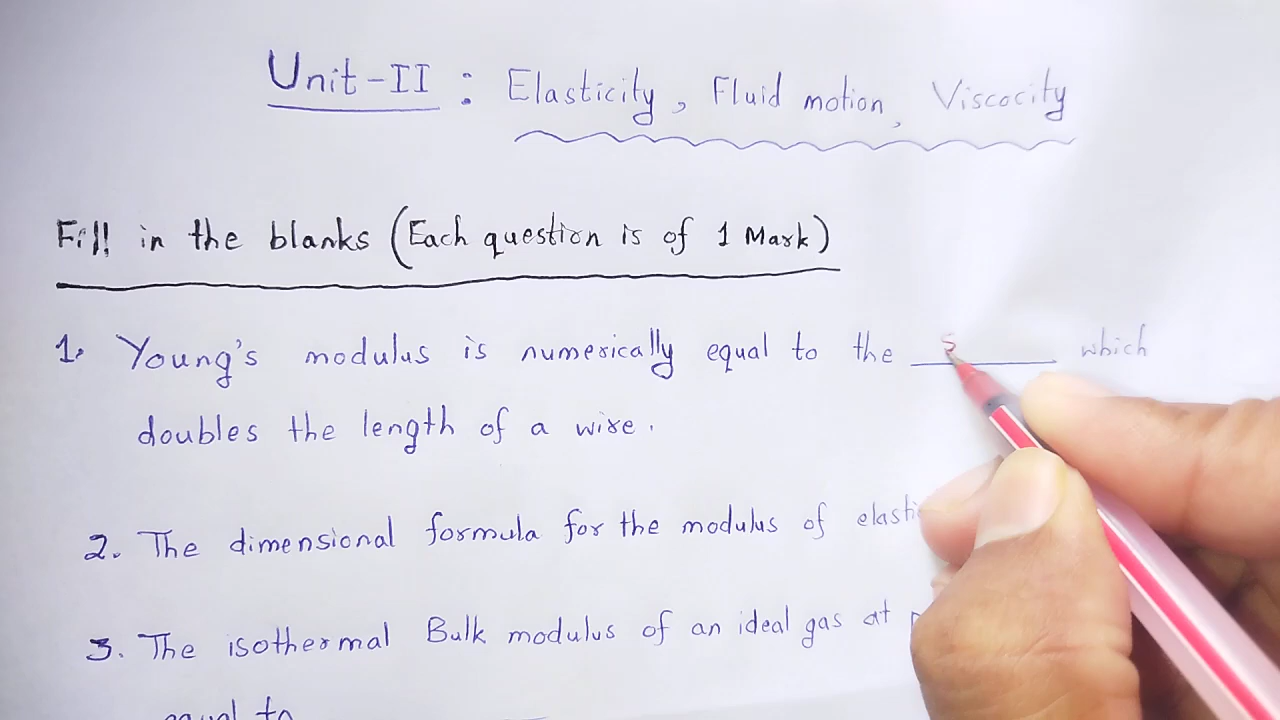 Unit-II : Elasticity, Fluid motion, Viscocity
Fill in the blanks (Each question is of 1 Mark)
1. Young's modulus is numerically equal to the S which
doubles the length of a wire.
2. The dimensional formula for the modulus of
3. The isothermal Bulk modulus of an ideal gas at
equal to